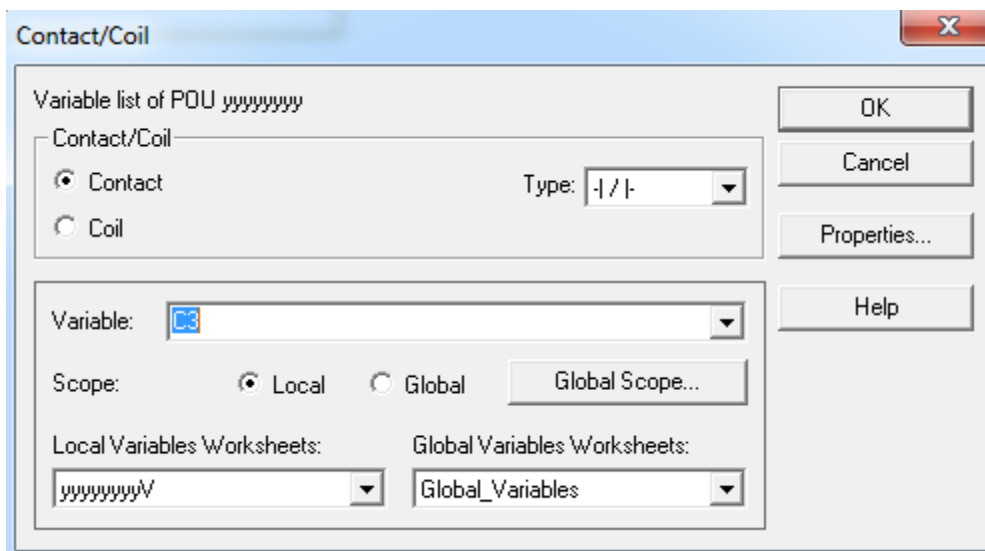 Contact/Coil
Variable list of POU yyyyyyyy
OK
Contact/Coil
Cancel
Contact
Type: -| / |-
Coil
Properties...
Variable: C3
Help
Scope: Local Global Global Scope...
Local Variables Worksheets: Global Variables Worksheets:
yyyyyyyyV Global_Variables